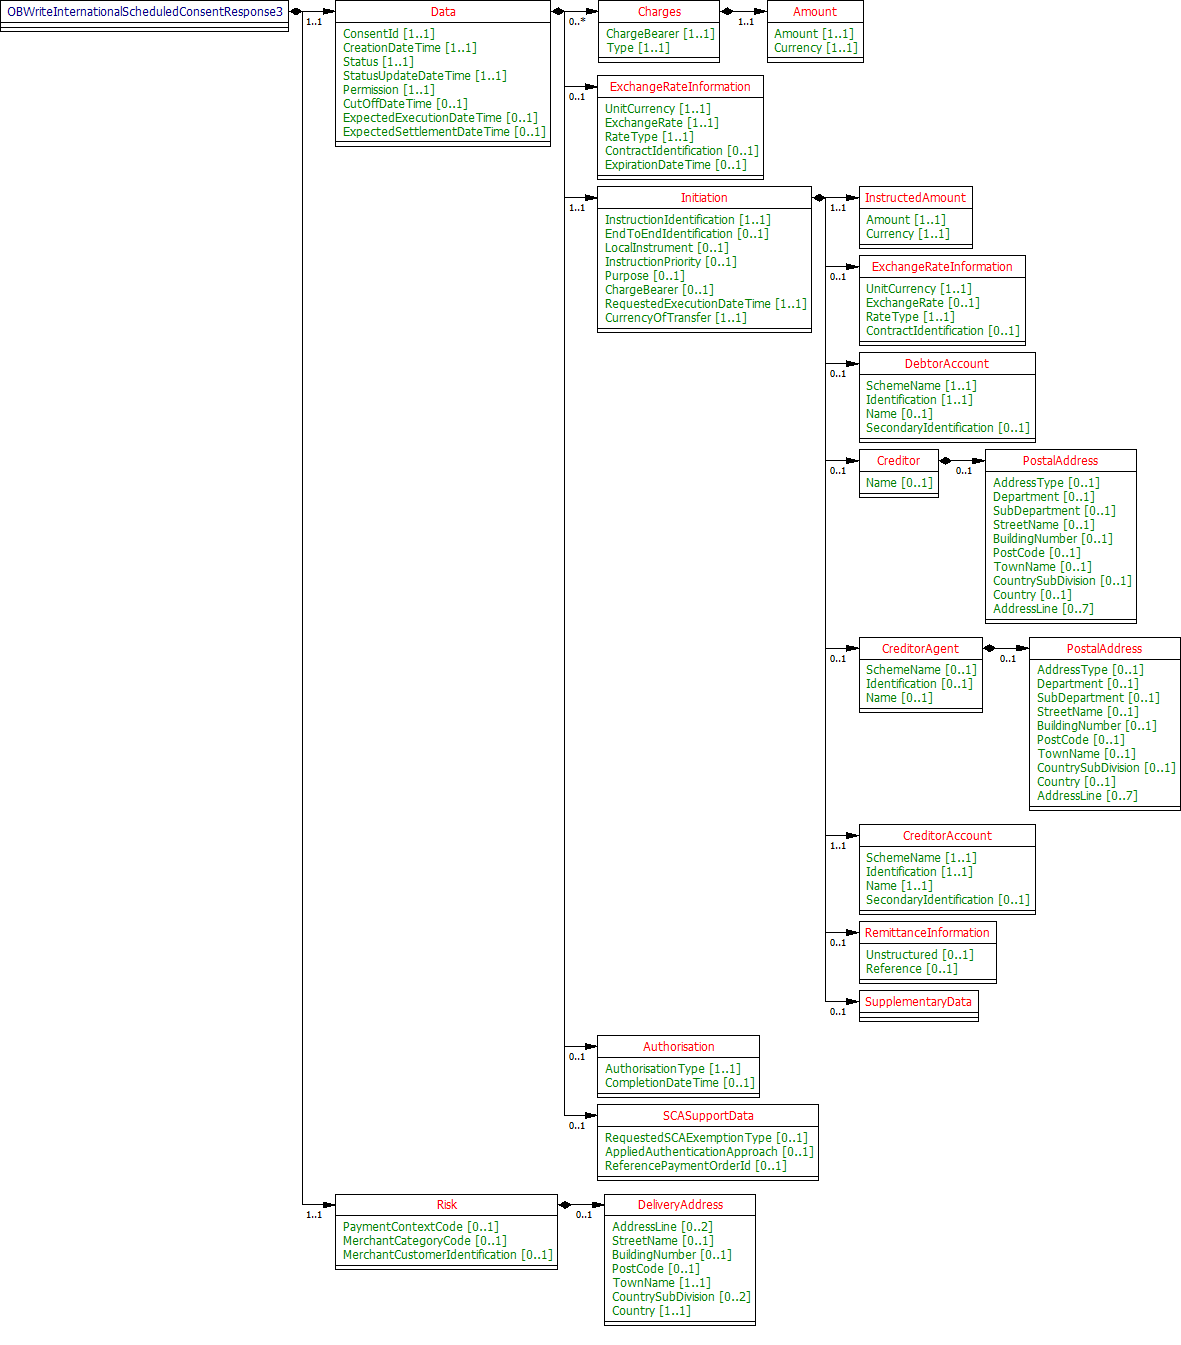 OBWriteInternationalScheduledConsentResponse3
1..1
Data
ConsentId [1..1]
CreationDateTime [1..1]
Status [1..1]
StatusUpdateDateTime [1..1]
Permission [1..1]
CutOffDateTime [0..1]
ExpectedExecutionDateTime [0..1]
ExpectedSettlementDateTime [0..1]
0..*
Charges
ChargeBearer [1..1]
Type [1..1]
1..1
Amount
Amount [1..1]
Currency [1..1]
0..1
ExchangeRateInformation
UnitCurrency [1..1]
ExchangeRate [1..1]
RateType [1..1]
ContractIdentification [0..1]
ExpirationDateTime [0..1]
1..1
Initiation
InstructionIdentification [1..1]
EndToEndIdentification [0..1]
LocalInstrument [0..1]
InstructionPriority [0..1]
Purpose [0..1]
ChargeBearer [0..1]
RequestedExecutionDateTime [1..1]
CurrencyOfTransfer [1..1]
1..1
InstructedAmount
Amount [1..1]
Currency [1..1]
0..1
ExchangeRateInformation
UnitCurrency [1..1]
ExchangeRate [0..1]
RateType [1..1]
ContractIdentification [0..1]
0..1
DebtorAccount
SchemeName [1..1]
Identification [1..1]
Name [0..1]
SecondaryIdentification [0..1]
0..1
Creditor
Name [0..1]
0..1
PostalAddress
AddressType [0..1]
Department [0..1]
SubDepartment [0..1]
StreetName [0..1]
BuildingNumber [0..1]
PostCode [0..1]
TownName [0..1]
CountrySubDivision [0..1]
Country [0..1]
AddressLine [0..7]
0..1
CreditorAgent
SchemeName [0..1]
Identification [0..1]
Name [0..1]
0..1
PostalAddress
AddressType [0..1]
Department [0..1]
SubDepartment [0..1]
StreetName [0..1]
BuildingNumber [0..1]
PostCode [0..1]
TownName [0..1]
CountrySubDivision [0..1]
Country [0..1]
AddressLine [0..7]
1..1
CreditorAccount
SchemeName [1..1]
Identification [1..1]
Name [1..1]
SecondaryIdentification [0..1]
0..1
RemittanceInformation
Unstructured [0..1]
Reference [0..1]
0..1
SupplementaryData
0..1
Authorisation
AuthorisationType [1..1]
CompletionDateTime [0..1]
0..1
SCASupportData
RequestedSCAExemptionType [0..1]
AppliedAuthenticationApproach [0..1]
ReferencePaymentOrderId [0..1]
1..1
Risk
PaymentContextCode [0..1]
MerchantCategoryCode [0..1]
MerchantCustomerIdentification [0..1]
0..1
DeliveryAddress
AddressLine [0..2]
StreetName [0..1]
BuildingNumber [0..1]
PostCode [0..1]
TownName [1..1]
CountrySubDivision [0..2]
Country [1..1]